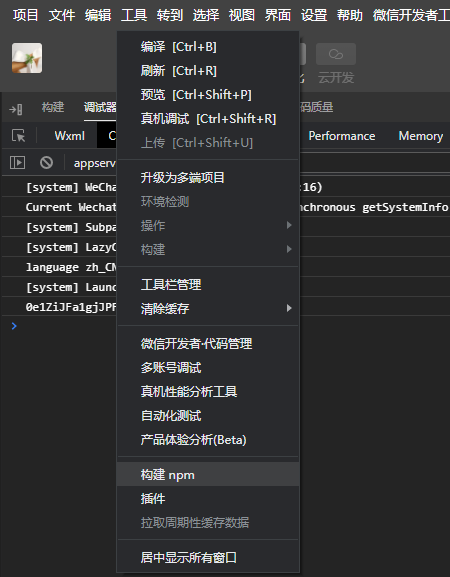 项目 文件 编辑 工具 转到 选择 视图 界面 设置 帮助 微信开发者工
编译 [Ctrl+B]
刷新 [Ctrl+R]
预览 [Ctrl+Shift+P]
真机调试 [Ctrl+Shift+R]
上传 [Ctrl+Shift+U]
升级为多端项目
环境检测
操作
构建
工具栏管理
清除缓存
微信开发者·代码管理
多账号调试
真机性能分析工具
自动化测试
产品体验分析(Beta)
构建 npm
插件
拉取周期性缓存数据
居中显示所有窗口
云开发
构建 调试器 码质量
Wxml C Performance Memory
appserv
[system] WeCha :16)
Current Wechat nchronous getSystemInfo
[system] Subpa
[system] LazyC
language zh_CN
[system] Launc
0e1ZiJFa1gjJPF